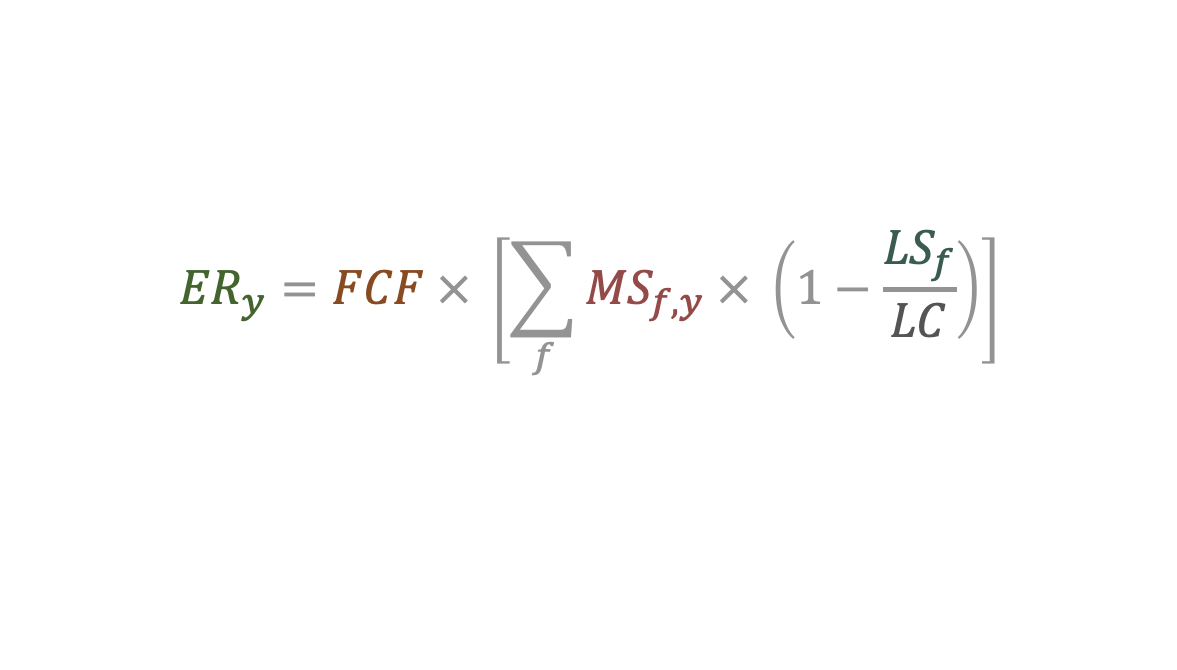 ER_y = FCF × [∑_f MS_{f,y} × (1 − LS_f / LC)]